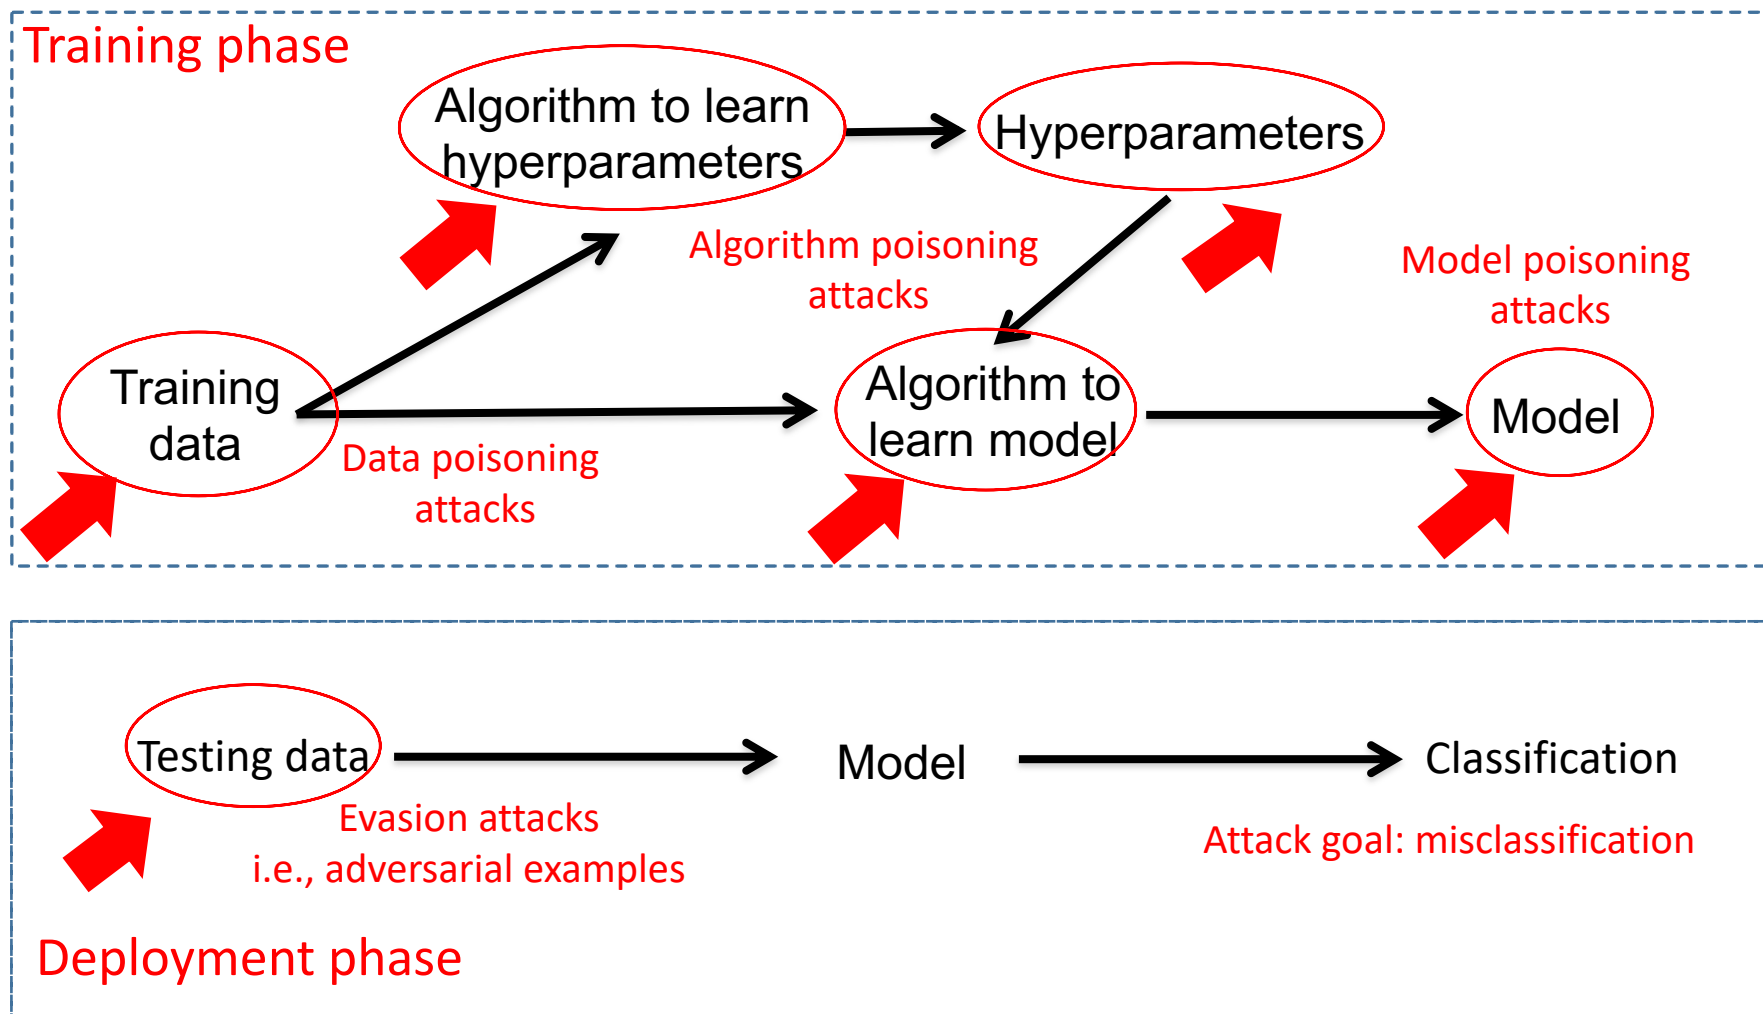 Training phase
Algorithm to learn
hyperparameters
Hyperparameters
Algorithm poisoning
attacks
Model poisoning
attacks
Training
data
Data poisoning
attacks
Algorithm to
learn model
Model
Testing data
Model
Classification
Evasion attacks
i.e., adversarial examples
Attack goal: misclassification
Deployment phase